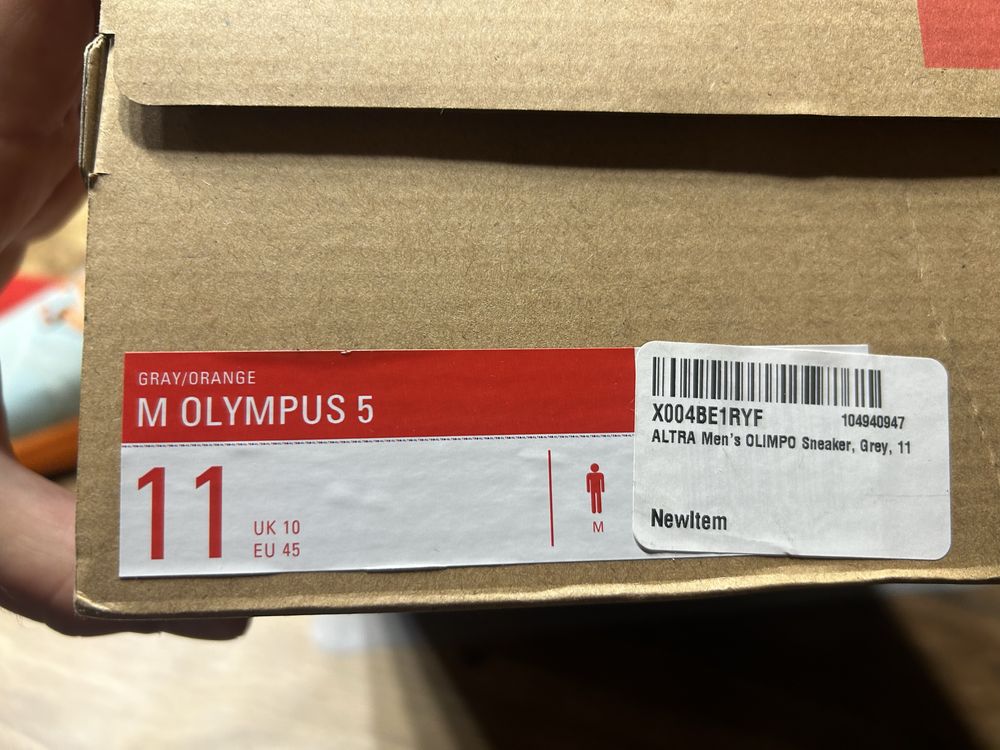 GRAY/ORANGE
M OLYMPUS 5
11
UK 10
EU 45
M
X004BE1RYF
104940947
ALTRA Men's OLIMPO Sneaker, Grey, 11
NewItem